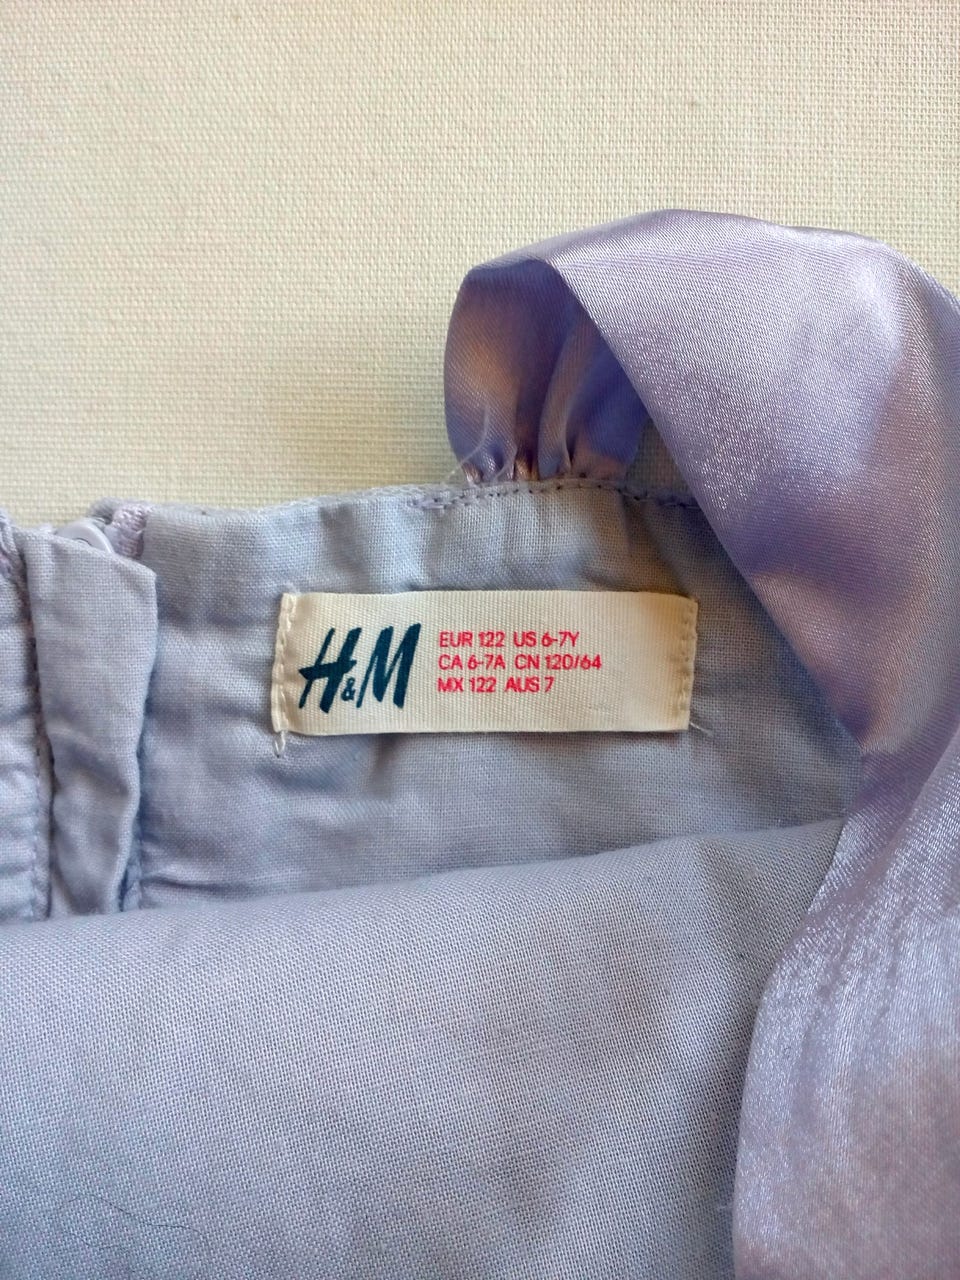 H&M
EUR 122 US 6-7Y
CA 6-7A CN 120/64
MX 122 AUS 7